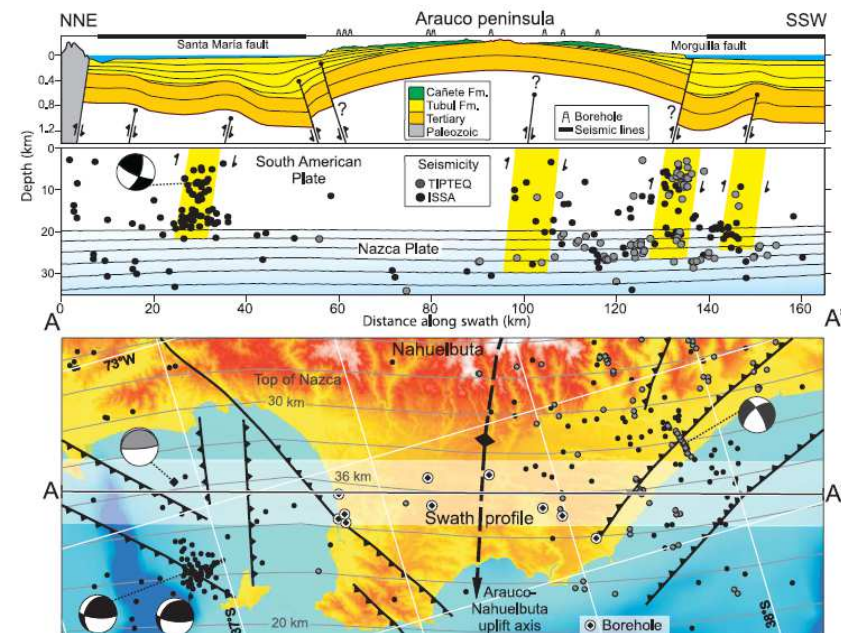 NNE
Arauco peninsula
SSW
Santa María fault
Morguilla fault
0
0.4
0.8
1.2
?
?
?
Cañete Fm.
Tubul Fm.
Tertiary
Paleozoic
Borehole
Seismic lines
Depth (km)
0
10
20
30
South American
Plate
Seismicity
TIPTEQ
ISSA
Nazca Plate
0
20
40
60
80
100
120
140
160
A
Distance along swath (km)
A'
73°W
Nahuelbuta
Top of Nazca
30 km
36 km
A
A'
Swath profile
Arauco-
Nahuelbuta
uplift axis
20 km
37°S
38°S
Borehole